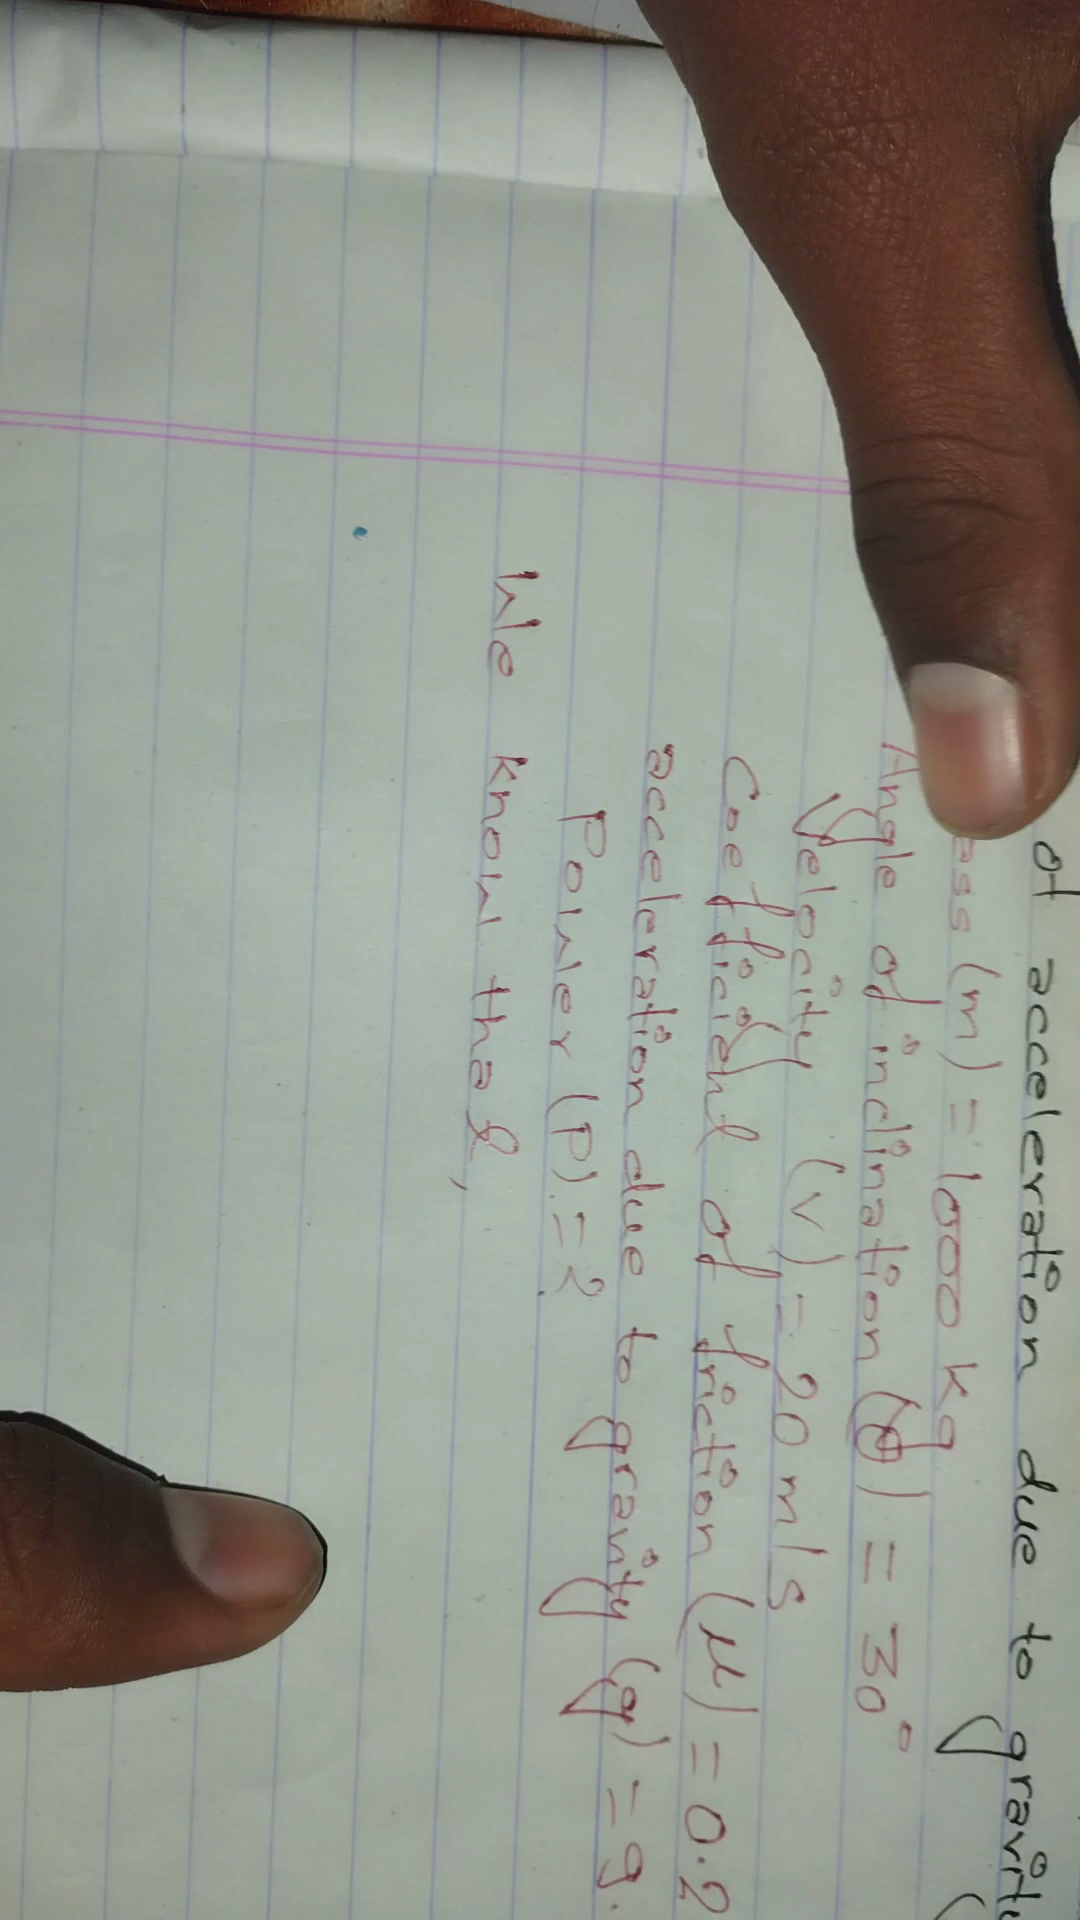 of acceleration due to gravity
(m) = 1000 kg
Angle of inclination (θ) = 30°
Velocity (v) = 20 m/s
Coefficient of friction (μ) = 0.2
acceleration due to gravity (g) = 9.
Power (P) = ?
We know that,